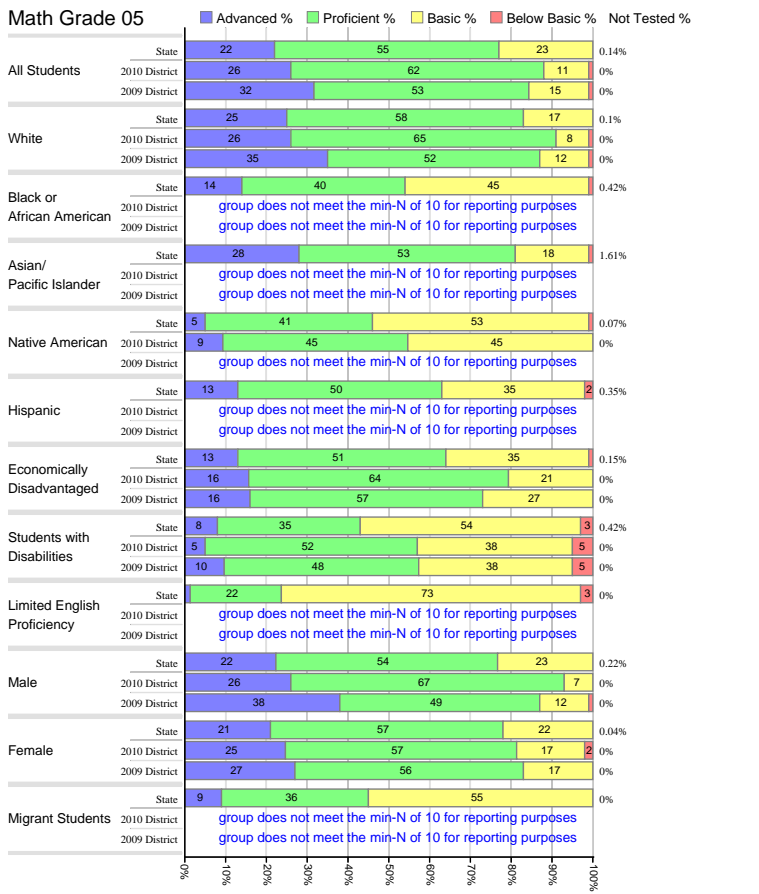 Math Grade 05 Advanced % Proficient % Basic % Below Basic % Not Tested %
All Students
State 22 55 23 0.14%
2010 District 26 62 11 0%
2009 District 32 53 15 0%
White
State 25 58 17 0.1%
2010 District 26 65 8 0%
2009 District 35 52 12 0%
Black or
African American
State 14 40 45 0.42%
2010 District group does not meet the min-N of 10 for reporting purposes
2009 District group does not meet the min-N of 10 for reporting purposes
Asian/
Pacific Islander
State 28 53 18 1.61%
2010 District group does not meet the min-N of 10 for reporting purposes
2009 District group does not meet the min-N of 10 for reporting purposes
Native American
State 5 41 53 0.07%
2010 District 9 45 45 0%
2009 District group does not meet the min-N of 10 for reporting purposes
Hispanic
State 13 50 35 2 0.35%
2010 District group does not meet the min-N of 10 for reporting purposes
2009 District group does not meet the min-N of 10 for reporting purposes
Economically
Disadvantaged
State 13 51 35 0.15%
2010 District 16 64 21 0%
2009 District 16 57 27 0%
Students with
Disabilities
State 8 35 54 3 0.42%
2010 District 5 52 38 5 0%
2009 District 10 48 38 5 0%
Limited English
Proficiency
State 22 73 3 0%
2010 District group does not meet the min-N of 10 for reporting purposes
2009 District group does not meet the min-N of 10 for reporting purposes
Male
State 22 54 23 0.22%
2010 District 26 67 7 0%
2009 District 38 49 12 0%
Female
State 21 57 22 0.04%
2010 District 25 57 17 2 0%
2009 District 27 56 17 0%
Migrant Students
State 9 36 55 0%
2010 District group does not meet the min-N of 10 for reporting purposes
2009 District group does not meet the min-N of 10 for reporting purposes
0% 10% 20% 30% 40% 50% 60% 70% 80% 90% 100%